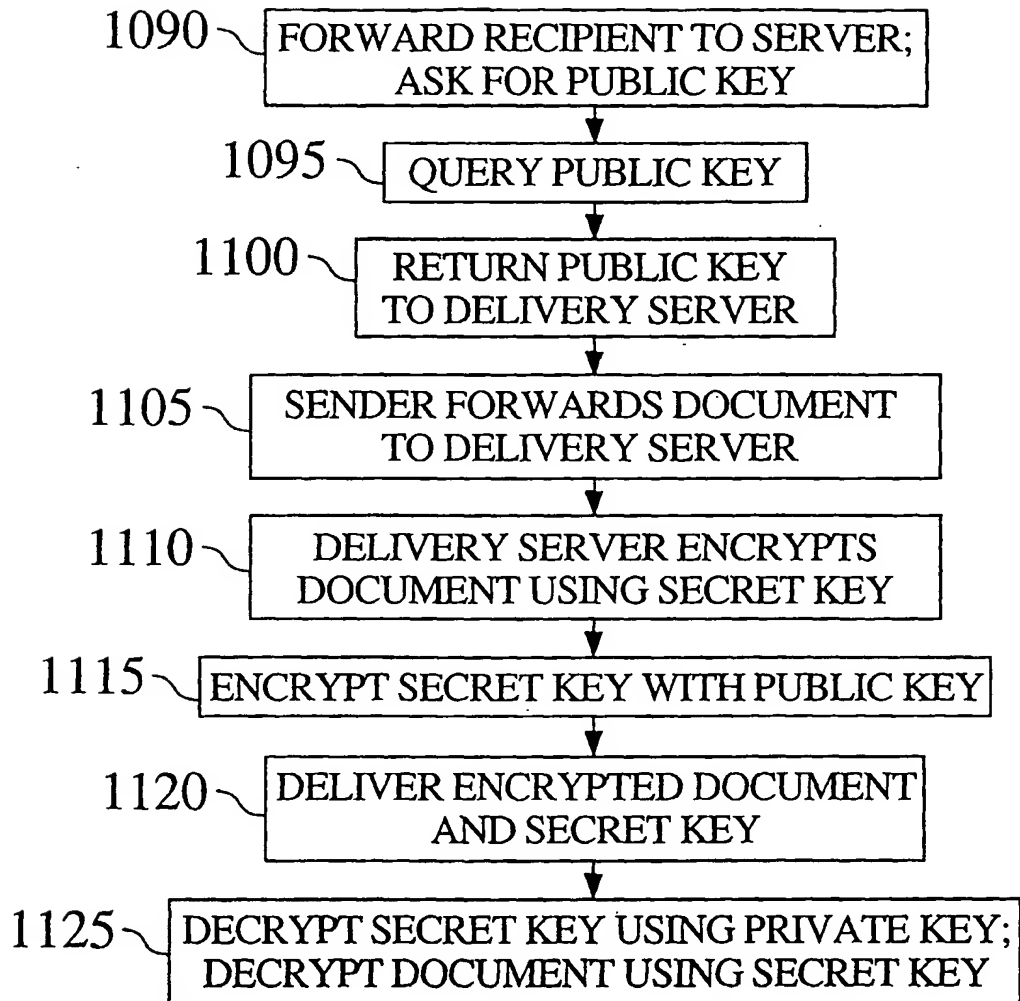 1090
FORWARD RECIPIENT TO SERVER;
ASK FOR PUBLIC KEY
1095
QUERY PUBLIC KEY
1100
RETURN PUBLIC KEY
TO DELIVERY SERVER
1105
SENDER FORWARDS DOCUMENT
TO DELIVERY SERVER
1110
DELIVERY SERVER ENCRYPTS
DOCUMENT USING SECRET KEY
1115
ENCRYPT SECRET KEY WITH PUBLIC KEY
1120
DELIVER ENCRYPTED DOCUMENT
AND SECRET KEY
1125
DECRYPT SECRET KEY USING PRIVATE KEY;
DECRYPT DOCUMENT USING SECRET KEY